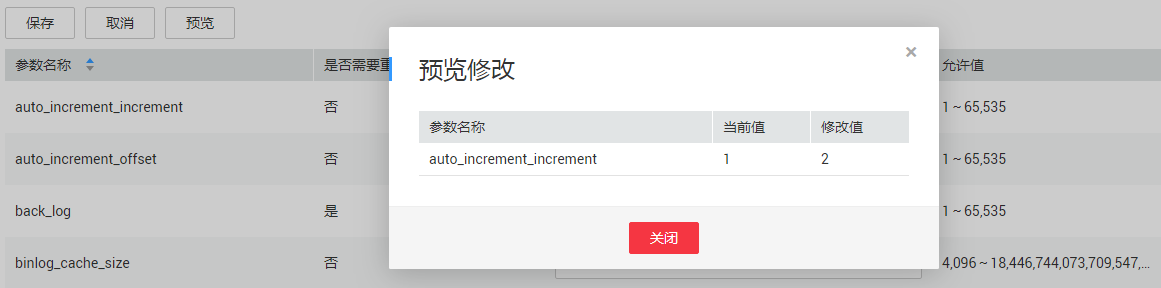 保存 取消 预览
参数名称 是否需要重 允许值
auto_increment_increment 否 1 ~ 65,535
auto_increment_offset 否 1 ~ 65,535
back_log 是 1 ~ 65,535
binlog_cache_size 否 4,096 ~ 18,446,744,073,709,547,...
×
预览修改
参数名称 当前值 修改值
auto_increment_increment 1 2
关闭